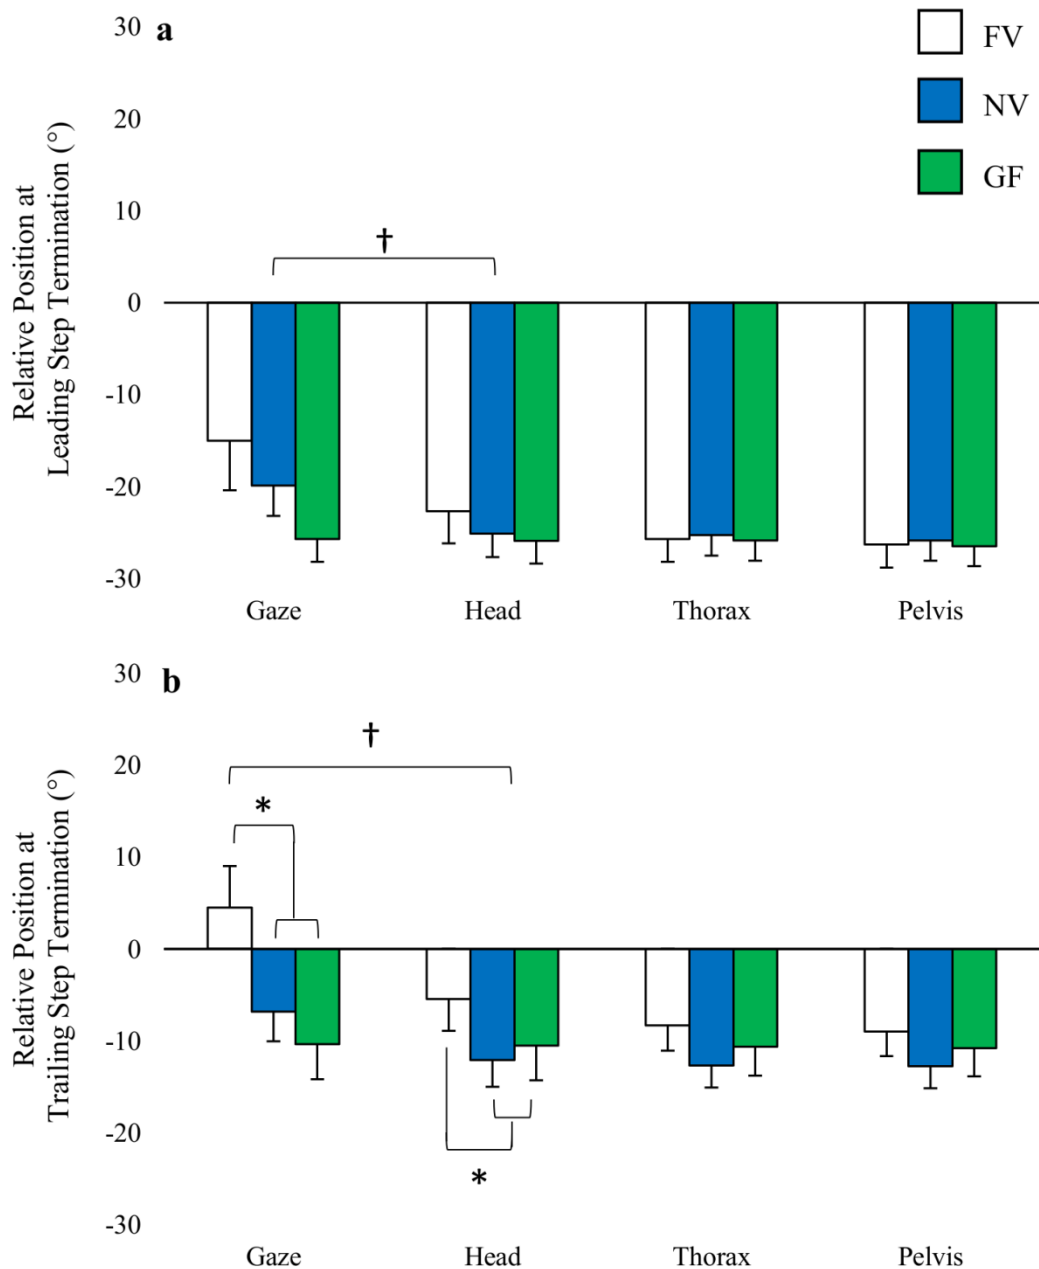 a
30
20
10
0
-10
-20
-30
Relative Position at
Leading Step Termination (°)
FV
NV
GF
†
Gaze Head Thorax Pelvis
b
30
20
10
0
-10
-20
-30
Relative Position at
Trailing Step Termination (°)
†
*
*
Gaze Head Thorax Pelvis